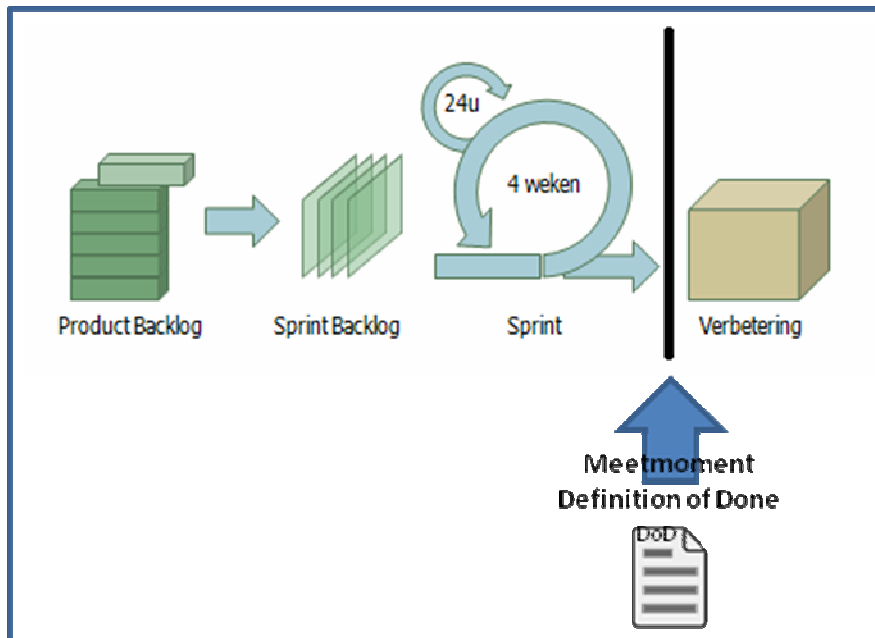 24u
4 weken
Product Backlog
Sprint Backlog
Sprint
Verbetering
Meetmoment
Definition of Done
DoD